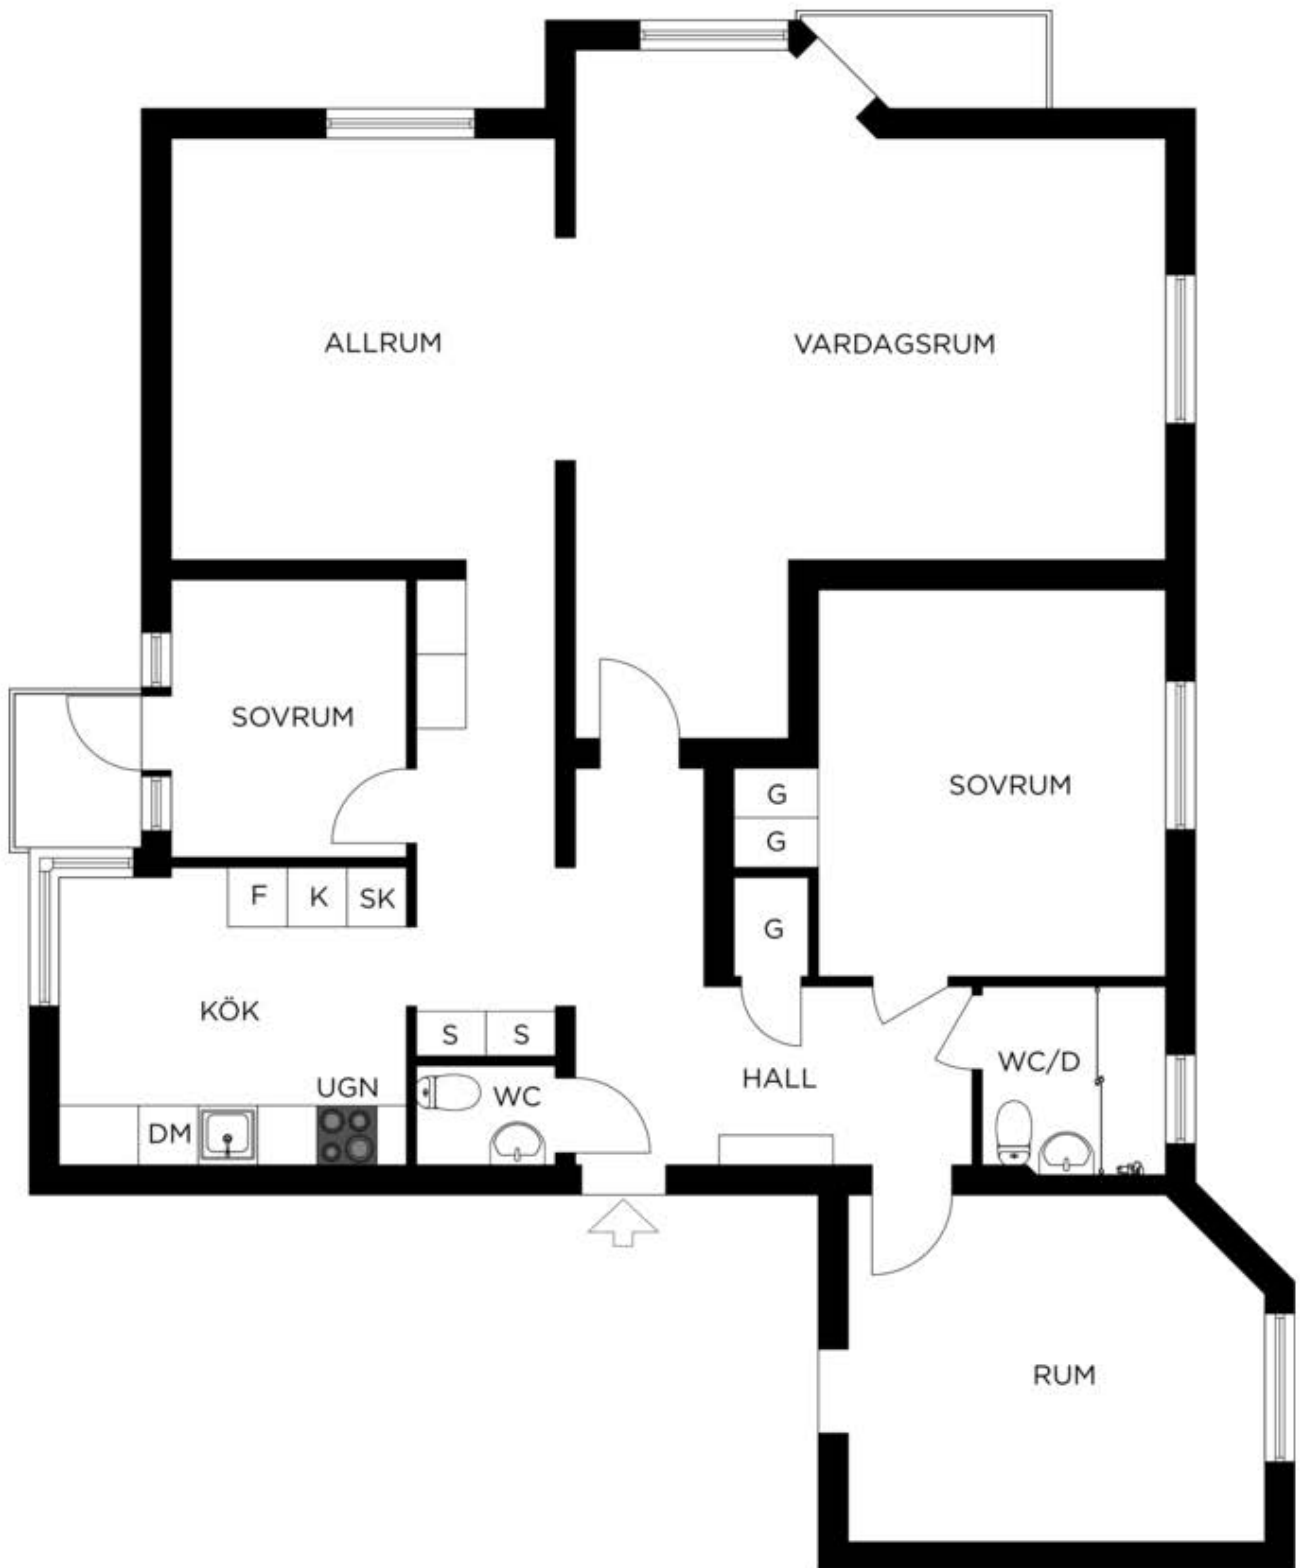 ALLRUM
VARDAGSRUM
SOVRUM
SOVRUM
G
G
F K SK
G
KÖK
S S
HALL
WC/D
UGN
WC
DM
RUM